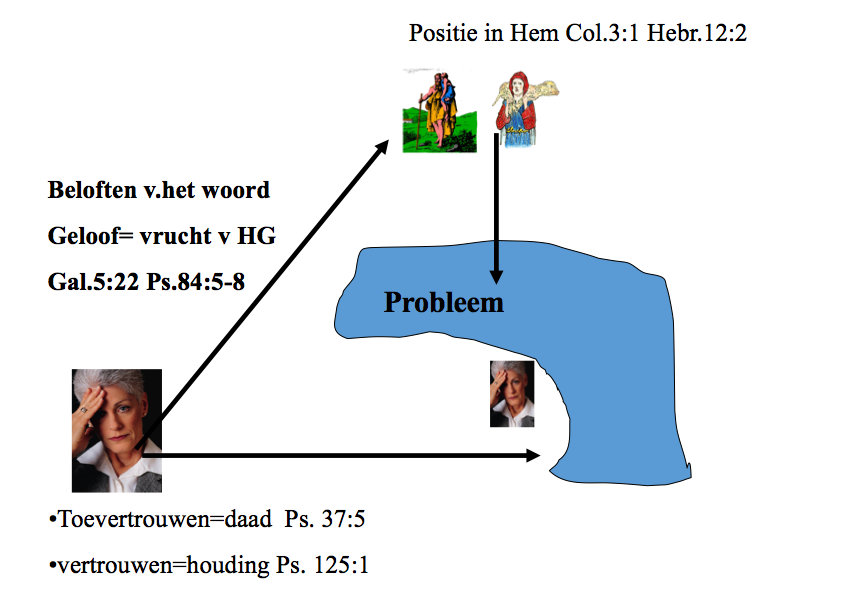 Positie in Hem Col.3:1 Hebr.12:2
Beloften v.het woord
Geloof= vrucht v HG
Gal.5:22 Ps.84:5-8
Probleem
•Toevertrouwen=daad Ps. 37:5
•vertrouwen=houding Ps. 125:1